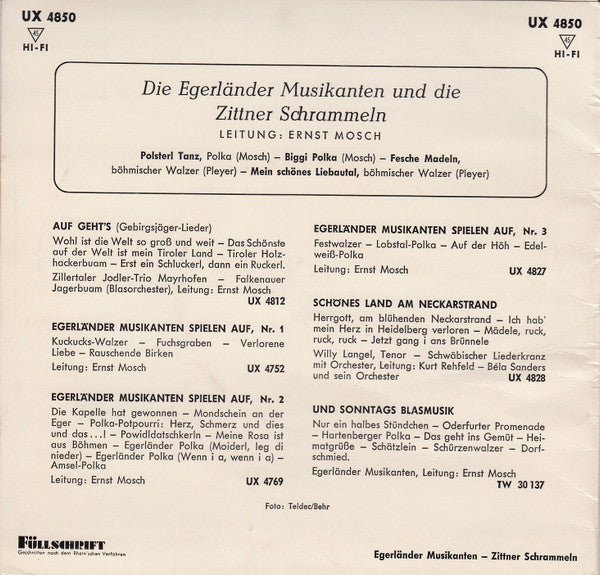 UX 4850
45
HI-FI
UX 4850
45
HI-FI
Die Egerländer Musikanten und die
Zittner Schrammeln
LEITUNG: ERNST MOSCH
Polsterl Tanz, Polka (Mosch) – Biggi Polka (Mosch) – Fesche Madeln,
böhmischer Walzer (Pleyer) – Mein schönes Liebautal, böhmischer Walzer (Pleyer)
AUF GEHT'S (Gebirgsjäger-Lieder)
Wohl ist die Welt so groß und weit – Das Schönste
auf der Welt ist mein Tiroler Land – Tiroler Holz-
hackerbuam – Erst ein Schluckerl, dann ein Ruckerl.
Zillertaler Jodler-Trio Mayrhofen – Falkenauer
Jagerbuam (Blasorchester), Leitung: Ernst Mosch
UX 4812
EGERLÄNDER MUSIKANTEN SPIELEN AUF, Nr. 1
Kuckucks-Walzer – Fuchsgraben – Verlorene
Liebe – Rauschende Birken
Leitung: Ernst Mosch UX 4752
EGERLÄNDER MUSIKANTEN SPIELEN AUF, Nr. 2
Die Kapelle hat gewonnen – Mondschein an der
Eger – Polka-Potpourri: Herz, Schmerz und dies
und das...! – Powidldatschkerln – Meine Rosa ist
aus Böhmen – Egerländer Polka (Moiderl, leg di
nieder) – Egerländer Polka (Wenn i a, wenn i a) –
Amsel-Polka
Leitung: Ernst Mosch UX 4769
EGERLÄNDER MUSIKANTEN SPIELEN AUF, Nr. 3
Festwalzer – Lobstal-Polka – Auf der Höh – Edel-
weiß-Polka
Leitung: Ernst Mosch UX 4827
SCHÖNES LAND AM NECKARSTRAND
Herrgott, am blühenden Neckarstrand – Ich hab'
mein Herz in Heidelberg verloren – Mädele, ruck,
ruck, ruck – Jetzt gang i ans Brünnele
Willy Langel, Tenor – Schwäbischer Liederkranz
mit Orchester, Leitung: Kurt Rehfeld – Béla Sanders
und sein Orchester UX 4828
UND SONNTAGS BLASMUSIK
Nur ein halbes Stündchen – Oderfurter Promenade
– Hartenberger Polka – Das geht ins Gemüt – Hei-
matgrüße – Schätzlein – Schürzenwalzer – Dorf-
schmied.
Egerländer Musikanten, Leitung: Ernst Mosch
TW 30 137
Foto: Teldec/Behr
FÜLLSCHRIFT
Geschnitten nach dem Rhein'schen Verfahren
Egerländer Musikanten – Zittner Schrammeln